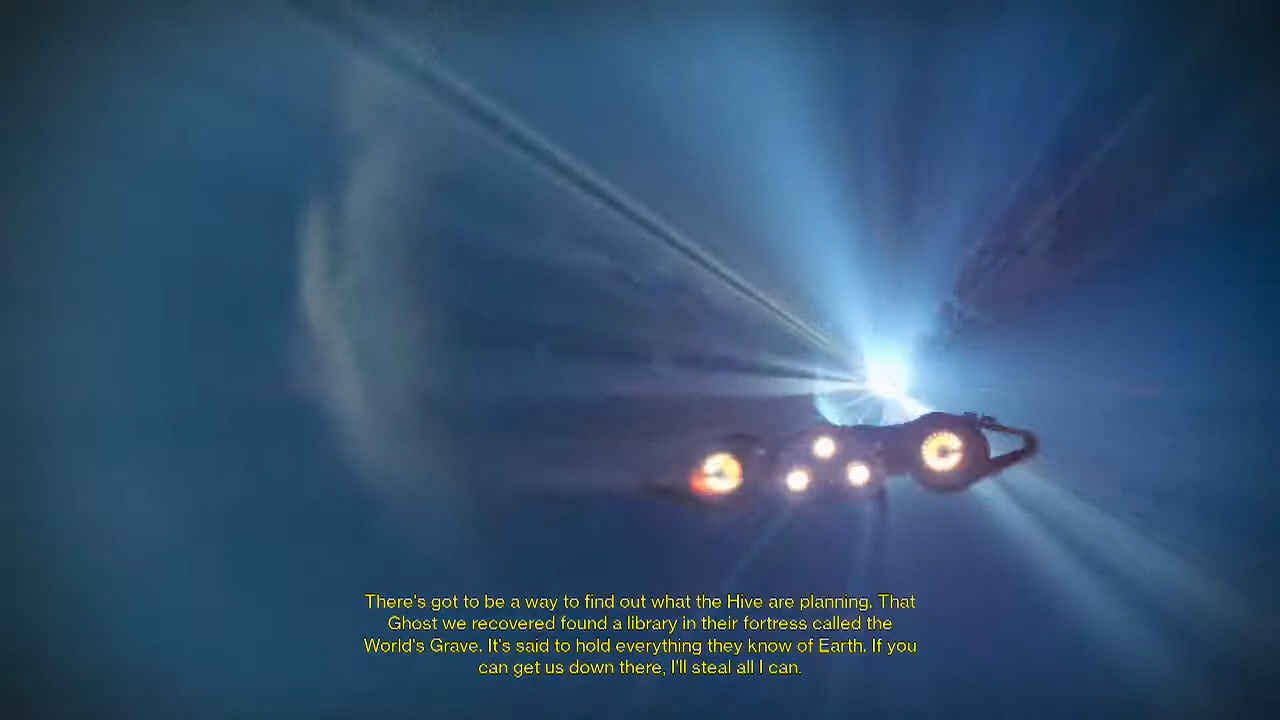 There's got to be a way to find out what the Hive are planning. That
Ghost we recovered found a library in their fortress called the
World's Grave. It's said to hold everything they know of Earth. If you
can get us down there, I'll steal all I can.